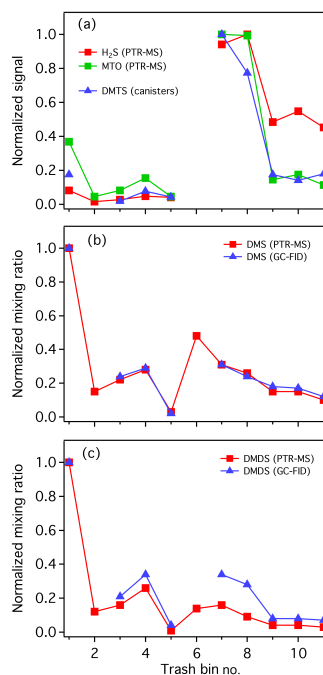 (a)
H₂S (PTR-MS)
MTO (PTR-MS)
DMTS (canisters)
Normalized signal
1.0
0.8
0.6
0.4
0.2
0.0
(b)
DMS (PTR-MS)
DMS (GC-FID)
Normalized mixing ratio
1.0
0.8
0.6
0.4
0.2
0.0
(c)
DMDS (PTR-MS)
DMDS (GC-FID)
Normalized mixing ratio
1.0
0.8
0.6
0.4
0.2
0.0
2 4 6 8 10
Trash bin no.